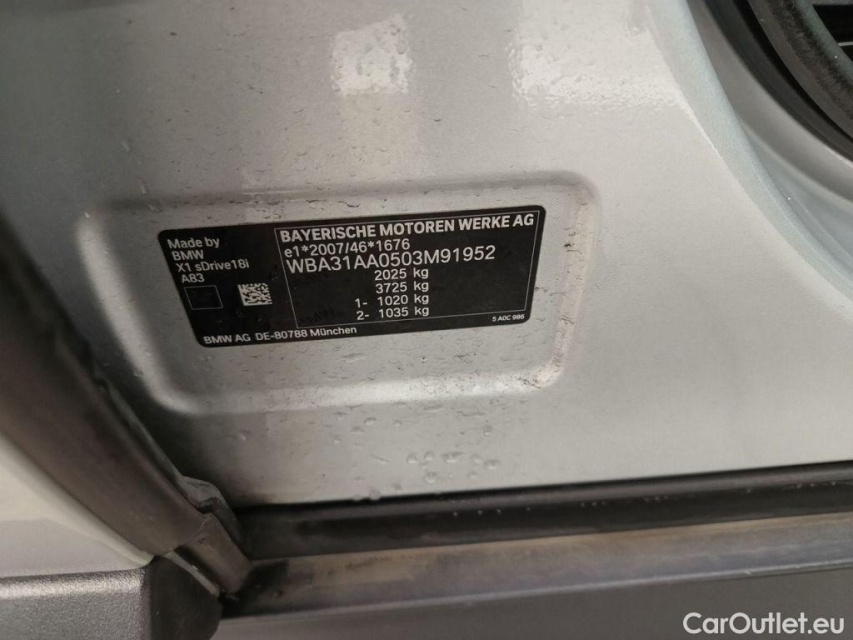 Made by
BMW
X1 sDrive18i
A83
BAYERISCHE MOTOREN WERKE AG
e1*2007/46*1676
WBA31AA0503M91952
2025 kg
3725 kg
1- 1020 kg
2- 1035 kg
BMW AG DE-80788 München
5 A0C 986
CarOutlet.eu